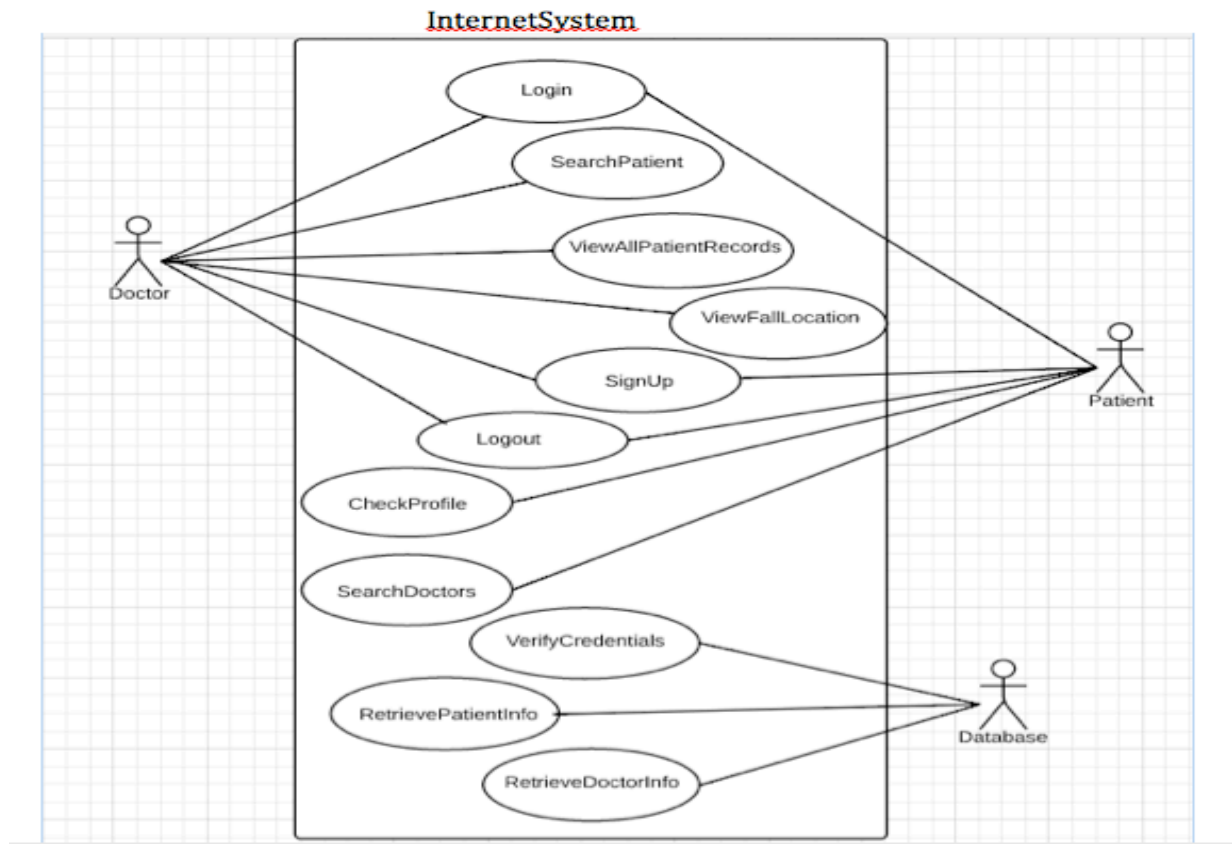 InternetSystem
Login
SearchPatient
ViewAllPatientRecords
Doctor
ViewFallLocation
SignUp
Patient
Logout
CheckProfile
SearchDoctors
VerifyCredentials
RetrievePatientInfo
Database
RetrieveDoctorInfo